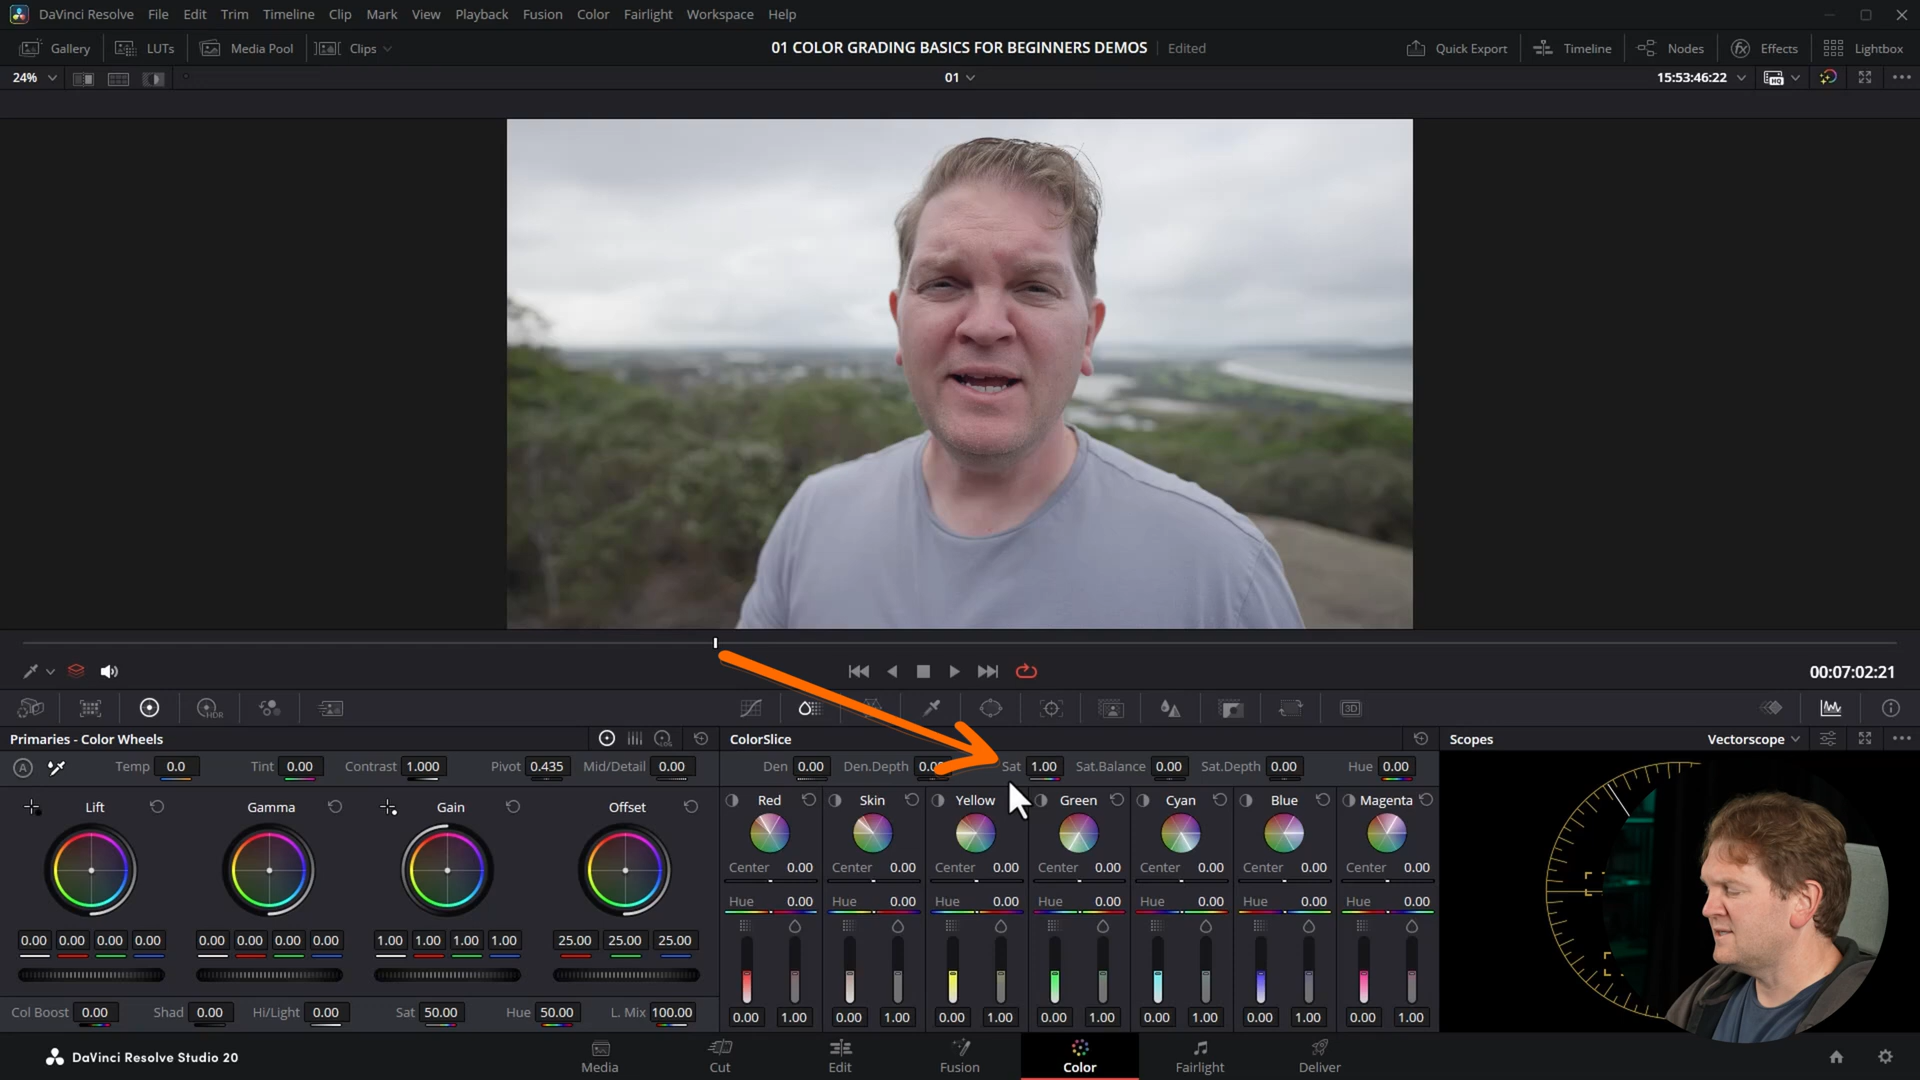 DaVinci Resolve File Edit Trim Timeline Clip Mark View Playback Fusion Color Fairlight Workspace Help
Gallery LUTs Media Pool Clips 01 COLOR GRADING BASICS FOR BEGINNERS DEMOS Edited Quick Export Timeline Nodes Effects Lightbox
24% 01 15:53:46:22
00:07:02:21
HDR 3D
Primaries - Color Wheels LOG ColorSlice Scopes Vectorscope
A Temp 0.0 Tint 0.00 Contrast 1.000 Pivot 0.435 Mid/Detail 0.00 Den 0.00 Den.Depth Sat 1.00 Sat.Balance 0.00 Sat.Depth 0.00 Hue 0.00
Lift Gamma Gain Offset Red Skin Yellow Green Cyan Blue Magenta
Center 0.00 Center 0.00 Center 0.00 Center 0.00 Center 0.00 Center 0.00 Center 0.00
Hue 0.00 Hue 0.00 Hue 0.00 Hue 0.00 Hue 0.00 Hue 0.00 Hue 0.00
0.00 0.00 0.00 0.00 0.00 0.00 0.00 0.00 1.00 1.00 1.00 1.00 25.00 25.00 25.00
Col Boost 0.00 Shad 0.00 Hi/Light 0.00 Sat 50.00 Hue 50.00 L. Mix 100.00 0.00 1.00 0.00 1.00 0.00 1.00 0.00 1.00 0.00 1.00 0.00 1.00 0.00 1.00
DaVinci Resolve Studio 20 Media Cut Edit Fusion Color Fairlight Deliver